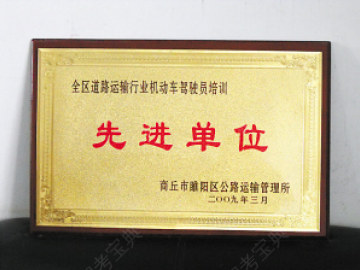 全区道路运输行业机动车驾驶员培训
先进单位
商丘市睢阳区公路运输管理所
二00九年三月